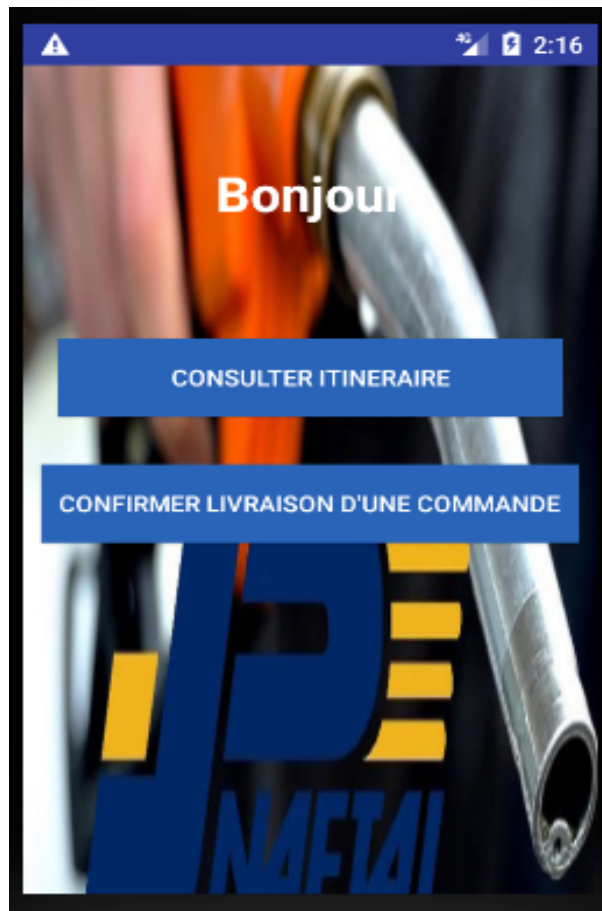 2:16
Bonjour
CONSULTER ITINERAIRE
CONFIRMER LIVRAISON D'UNE COMMANDE
NAFTAL